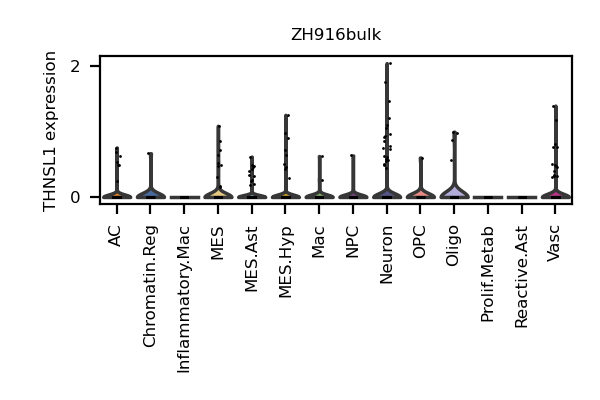 ZH916bulk
THNSL1 expression
2
0
AC
Chromatin.Reg
Inflammatory.Mac
MES
MES.Ast
MES.Hyp
Mac
NPC
Neuron
OPC
Oligo
Prolif.Metab
Reactive.Ast
Vasc